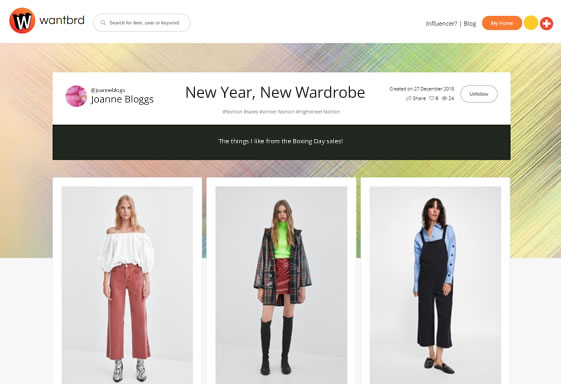 W wantbrd
Search for item, user or keyword
Influencer? | Blog
My home
@joanneblogs
Joanne Bloggs
New Year, New Wardrobe
#fashion #sales #winter fashion #highstreet fashion
Created on 27 December 2018
Share 8 24
Unfollow
The things I like from the Boxing Day sales!